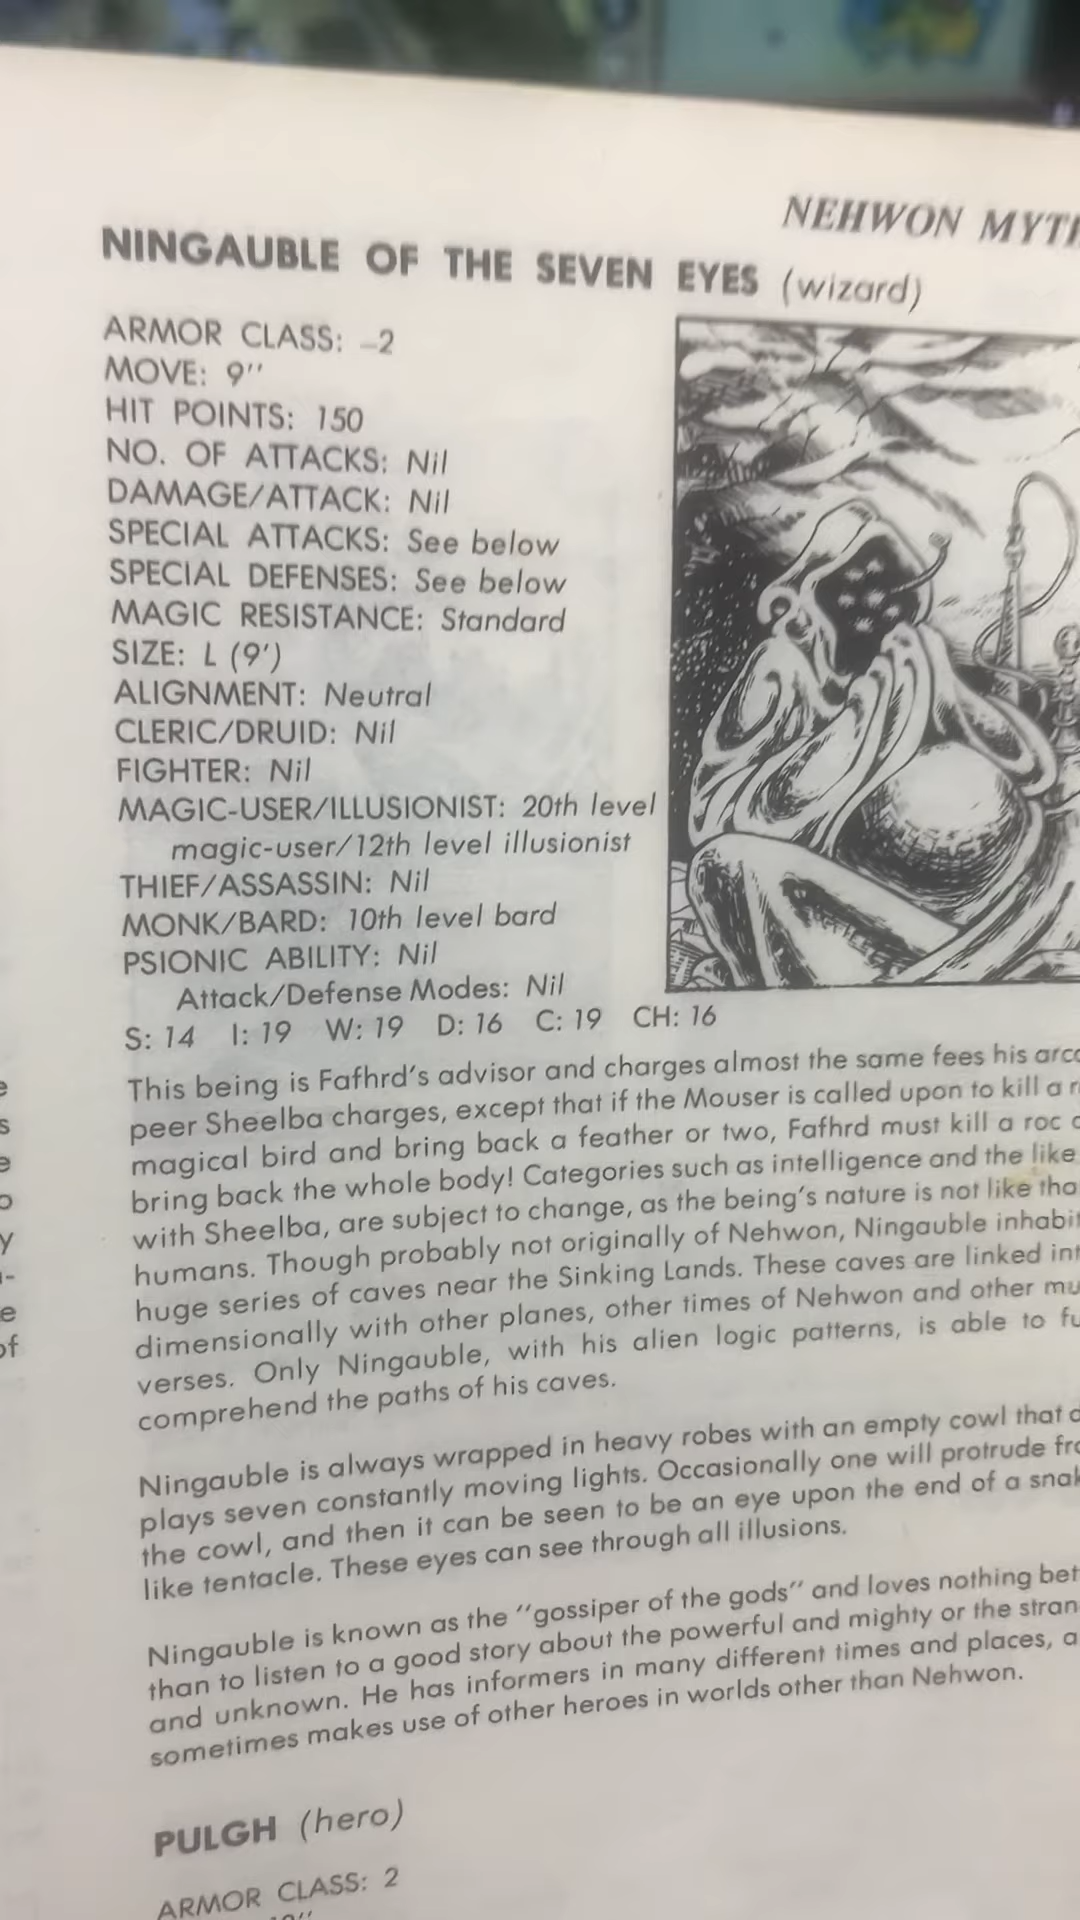 NEHWON
NINGAUBLE OF THE SEVEN EYES (wizard)
ARMOR CLASS: –2
MOVE: 9''
HIT POINTS: 150
NO. OF ATTACKS: Nil
DAMAGE/ATTACK: Nil
SPECIAL ATTACKS: See below
SPECIAL DEFENSES: See below
MAGIC RESISTANCE: Standard
SIZE: L (9')
ALIGNMENT: Neutral
CLERIC/DRUID: Nil
FIGHTER: Nil
MAGIC-USER/ILLUSIONIST: 20th level
magic-user/12th level illusionist
THIEF/ASSASSIN: Nil
MONK/BARD: 10th level bard
PSIONIC ABILITY: Nil
Attack/Defense Modes: Nil
S: 14 I: 19 W: 19 D: 16 C: 19 CH: 16
This being is Fafhrd's advisor and charges almost the same fees his
peer Sheelba charges, except that if the Mouser is called upon to kill a
magical bird and bring back a feather or two, Fafhrd must kill a roc
bring back the whole body! Categories such as intelligence and the like
with Sheelba, are subject to change, as the being's nature is not like
humans. Though probably not originally of Nehwon, Ningauble
huge series of caves near the Sinking Lands. These caves are linked
dimensionally with other planes, other times of Nehwon and other
verses. Only Ningauble, with his alien logic patterns, is able to
comprehend the paths of his caves.
Ningauble is always wrapped in heavy robes with an empty cowl that
plays seven constantly moving lights. Occasionally one will protrude
the cowl, and then it can be seen to be an eye upon the end of a
like tentacle. These eyes can see through all illusions.
Ningauble is known as the ''gossiper of the gods'' and loves nothing
than to listen to a good story about the powerful and mighty or the
and unknown. He has informers in many different times and places,
sometimes makes use of other heroes in worlds other than Nehwon.
PULGH (hero)
ARMOR CLASS: 2